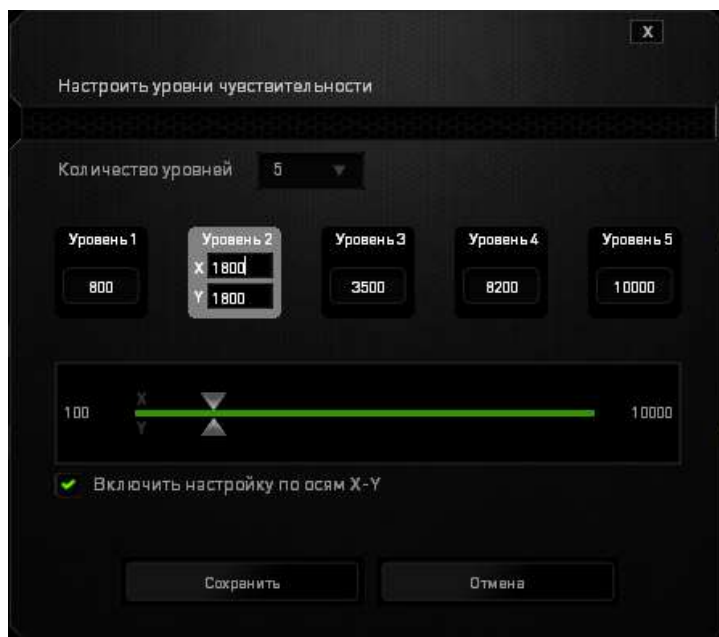 X
Настроить уровни чувствительности
Количество уровней 5
Уровень 1 Уровень 2 Уровень 3 Уровень 4 Уровень 5
X 1800
800 3500 8200 10000
Y 1800
X
100 10000
Y
Включить настройку по осям X-Y
Сохранить Отмена